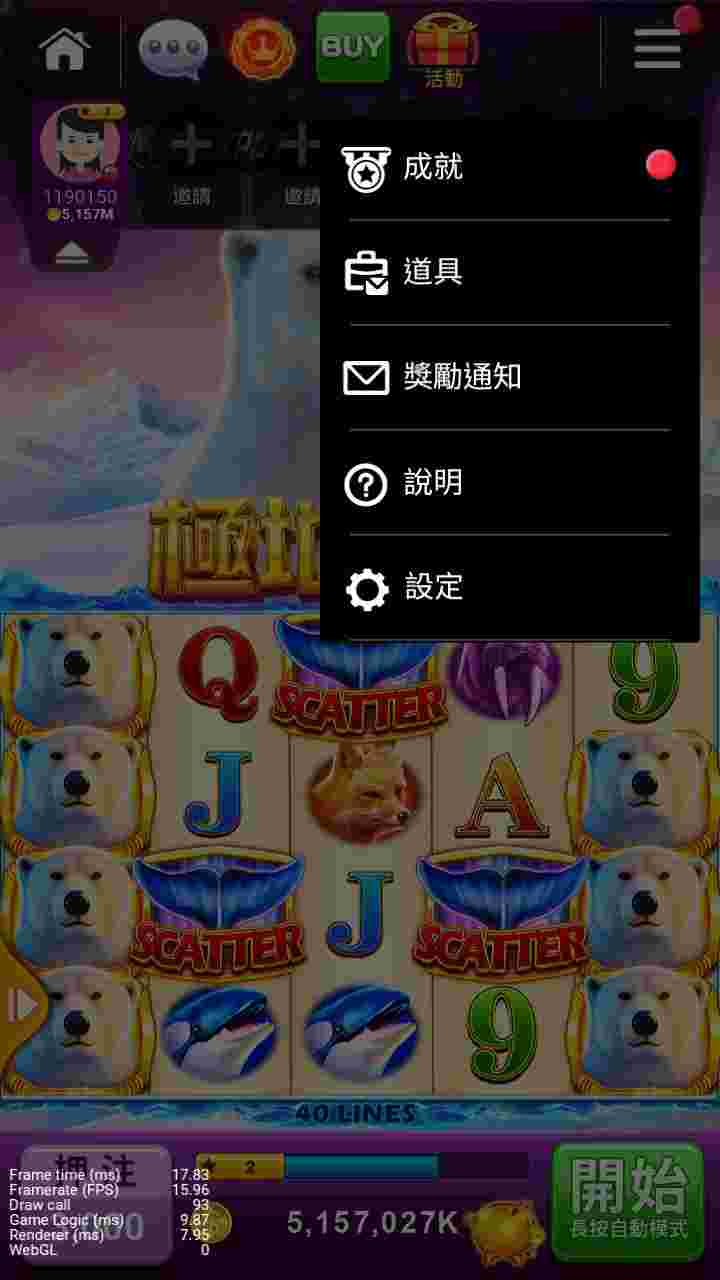 BUY
活動
1190150
5,157M
邀請
邀請
成就
道具
獎勵通知
說明
設定
極地
Q
SCATTER
9
J
A
SCATTER
J
SCATTER
9
40 LINES
押注
2
開始
長按自動模式
5,157,027K
Frame time (ms) 17.83
Framerate (FPS) 15.96
Draw call 93
Game Logic (ms) 9.87
Renderer (ms) 7.95
WebGL 0